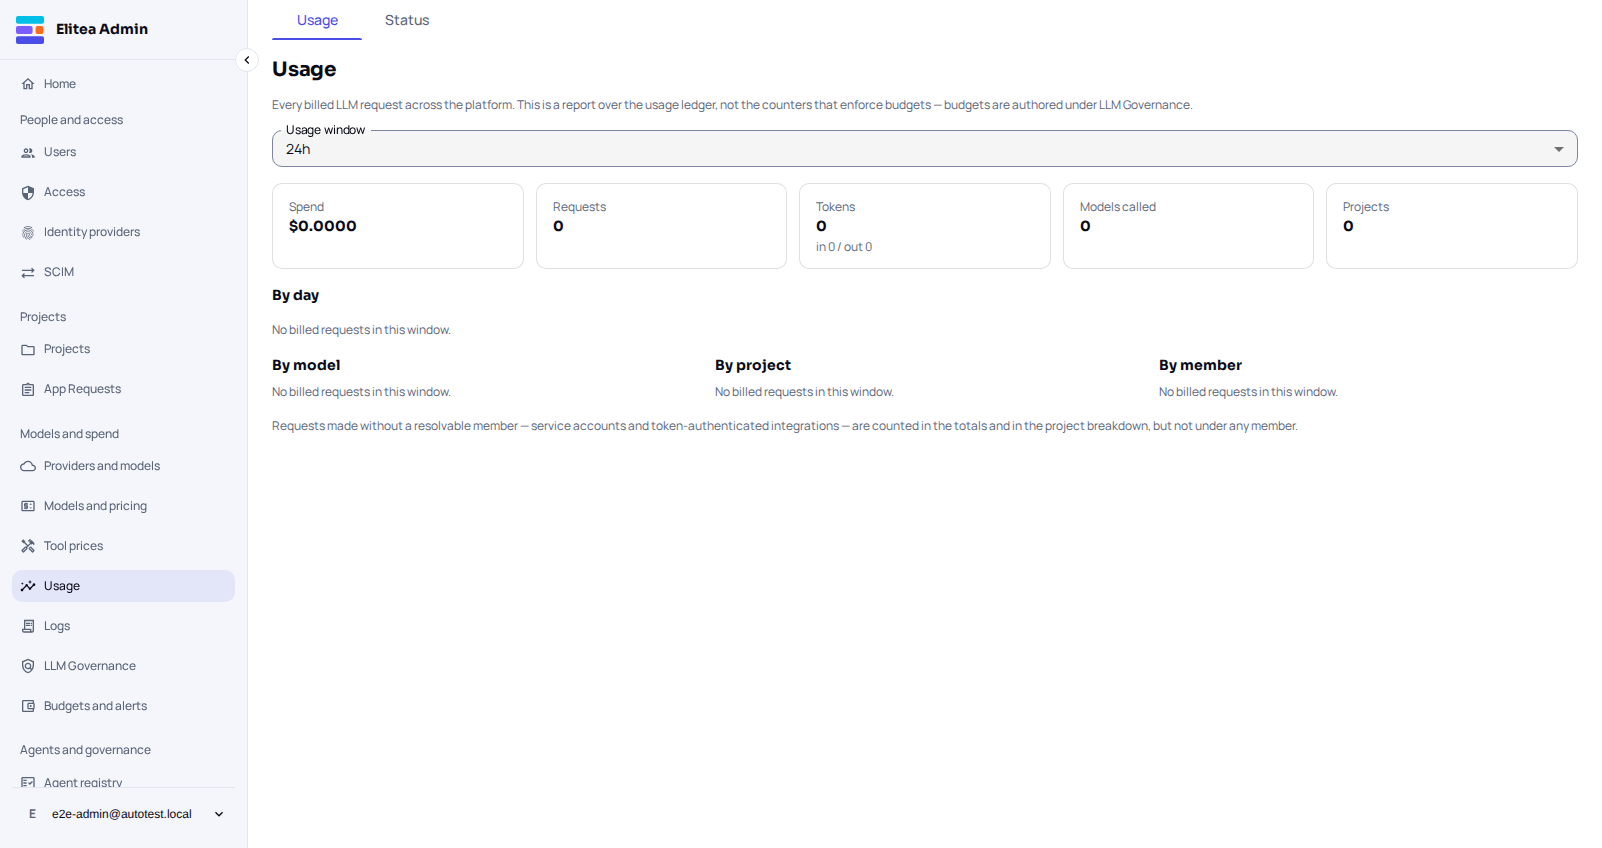 Elitea Admin
Home
People and access
Users
Access
Identity providers
SCIM
Projects
Projects
App Requests
Models and spend
Providers and models
Models and pricing
Tool prices
Usage
Logs
LLM Governance
Budgets and alerts
Agents and governance
Agent registry
E e2e-admin@autotest.local
Usage Status
Usage
Every billed LLM request across the platform. This is a report over the usage ledger, not the counters that enforce budgets — budgets are authored under LLM Governance.
Usage window
24h
Spend
$0.0000
Requests
0
Tokens
0
in 0 / out 0
Models called
0
Projects
0
By day
No billed requests in this window.
By model
No billed requests in this window.
By project
No billed requests in this window.
By member
No billed requests in this window.
Requests made without a resolvable member — service accounts and token-authenticated integrations — are counted in the totals and in the project breakdown, but not under any member.